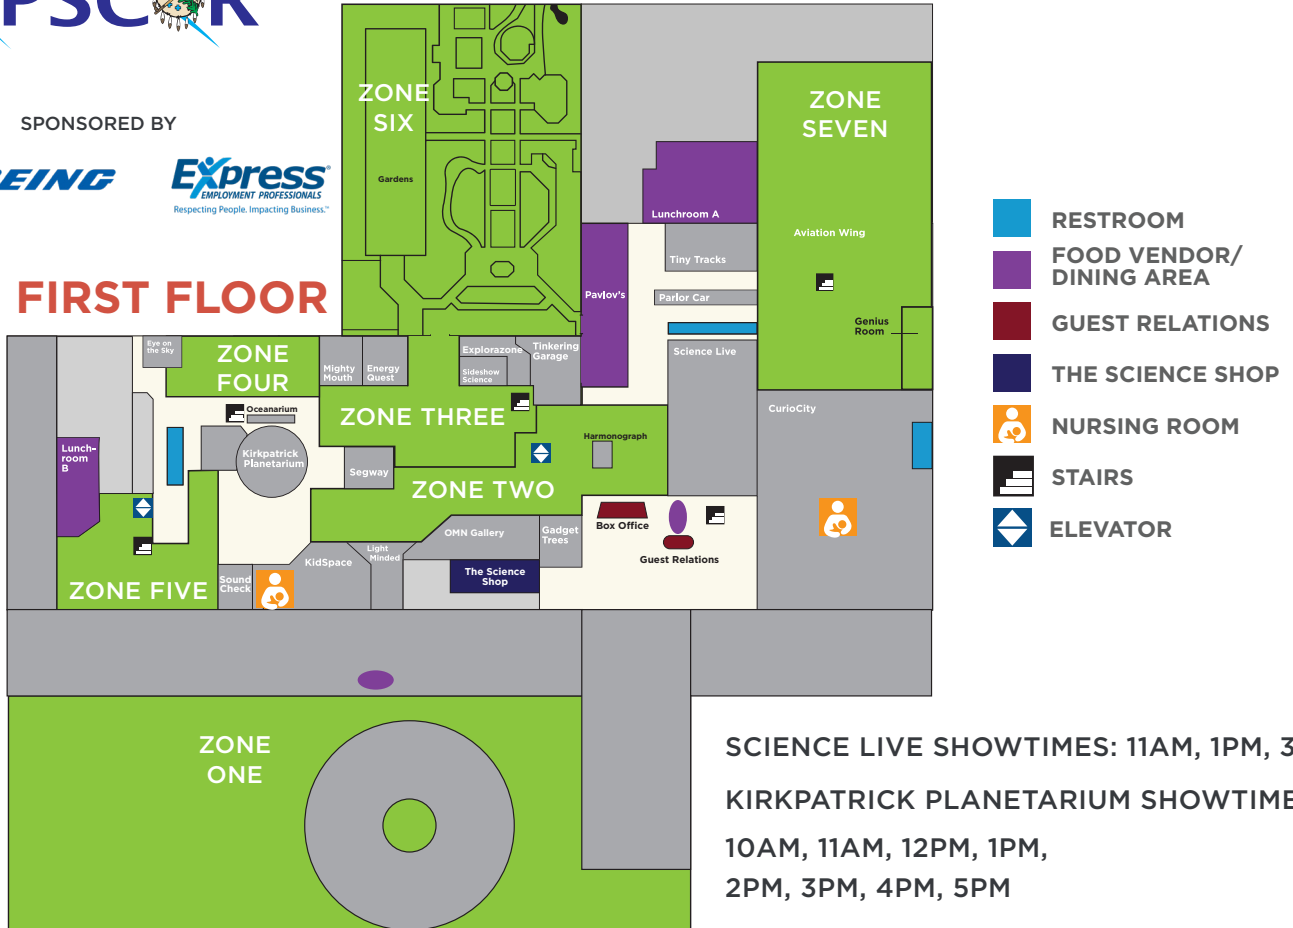 SPONSORED BY
Express
EMPLOYMENT PROFESSIONALS
Respecting People. Impacting Business.™
FIRST FLOOR
ZONE
SIX
Gardens
ZONE
SEVEN
Lunchroom A
Aviation Wing
Tiny Tracks
Pavlov's
Parlor Car
Genius
Room
Science Live
CurioCity
Eye on
the Sky
ZONE
FOUR
Mighty
Mouth
Energy
Quest
Explorazone
Sideshow
Science
Tinkering
Garage
Oceanarium
ZONE THREE
Lunch-
room
B
Kirkpatrick
Planetarium
Segway
Harmonograph
ZONE TWO
OMN Gallery
Gadget
Trees
Box Office
Guest Relations
Light
Minded
KidSpace
The Science
Shop
Sound
Check
ZONE FIVE
ZONE
ONE
RESTROOM
FOOD VENDOR/
DINING AREA
GUEST RELATIONS
THE SCIENCE SHOP
NURSING ROOM
STAIRS
ELEVATOR
SCIENCE LIVE SHOWTIMES: 11AM, 1PM, 3
KIRKPATRICK PLANETARIUM SHOWTIME
10AM, 11AM, 12PM, 1PM,
2PM, 3PM, 4PM, 5PM